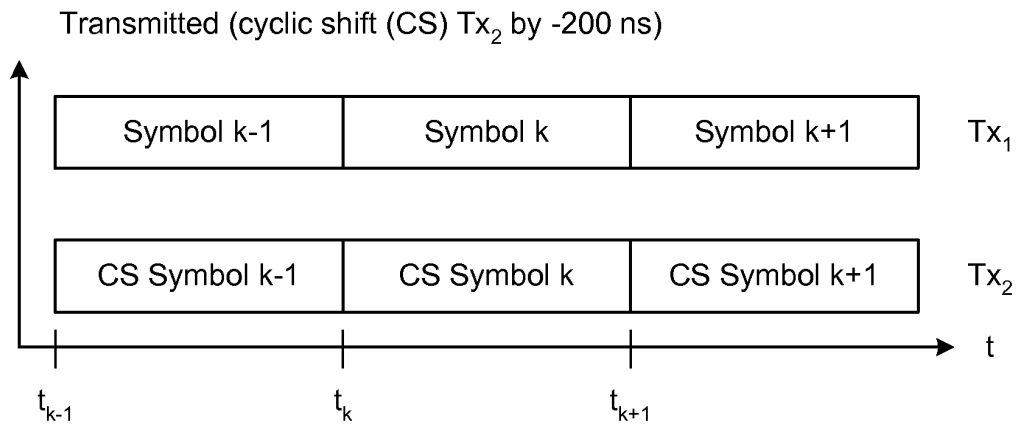 Transmitted (cyclic shift (CS) Tx₂ by -200 ns)
Symbol k-1 Symbol k Symbol k+1 Tx₁
CS Symbol k-1 CS Symbol k CS Symbol k+1 Tx₂
t
tₖ₋₁ tₖ tₖ₊₁